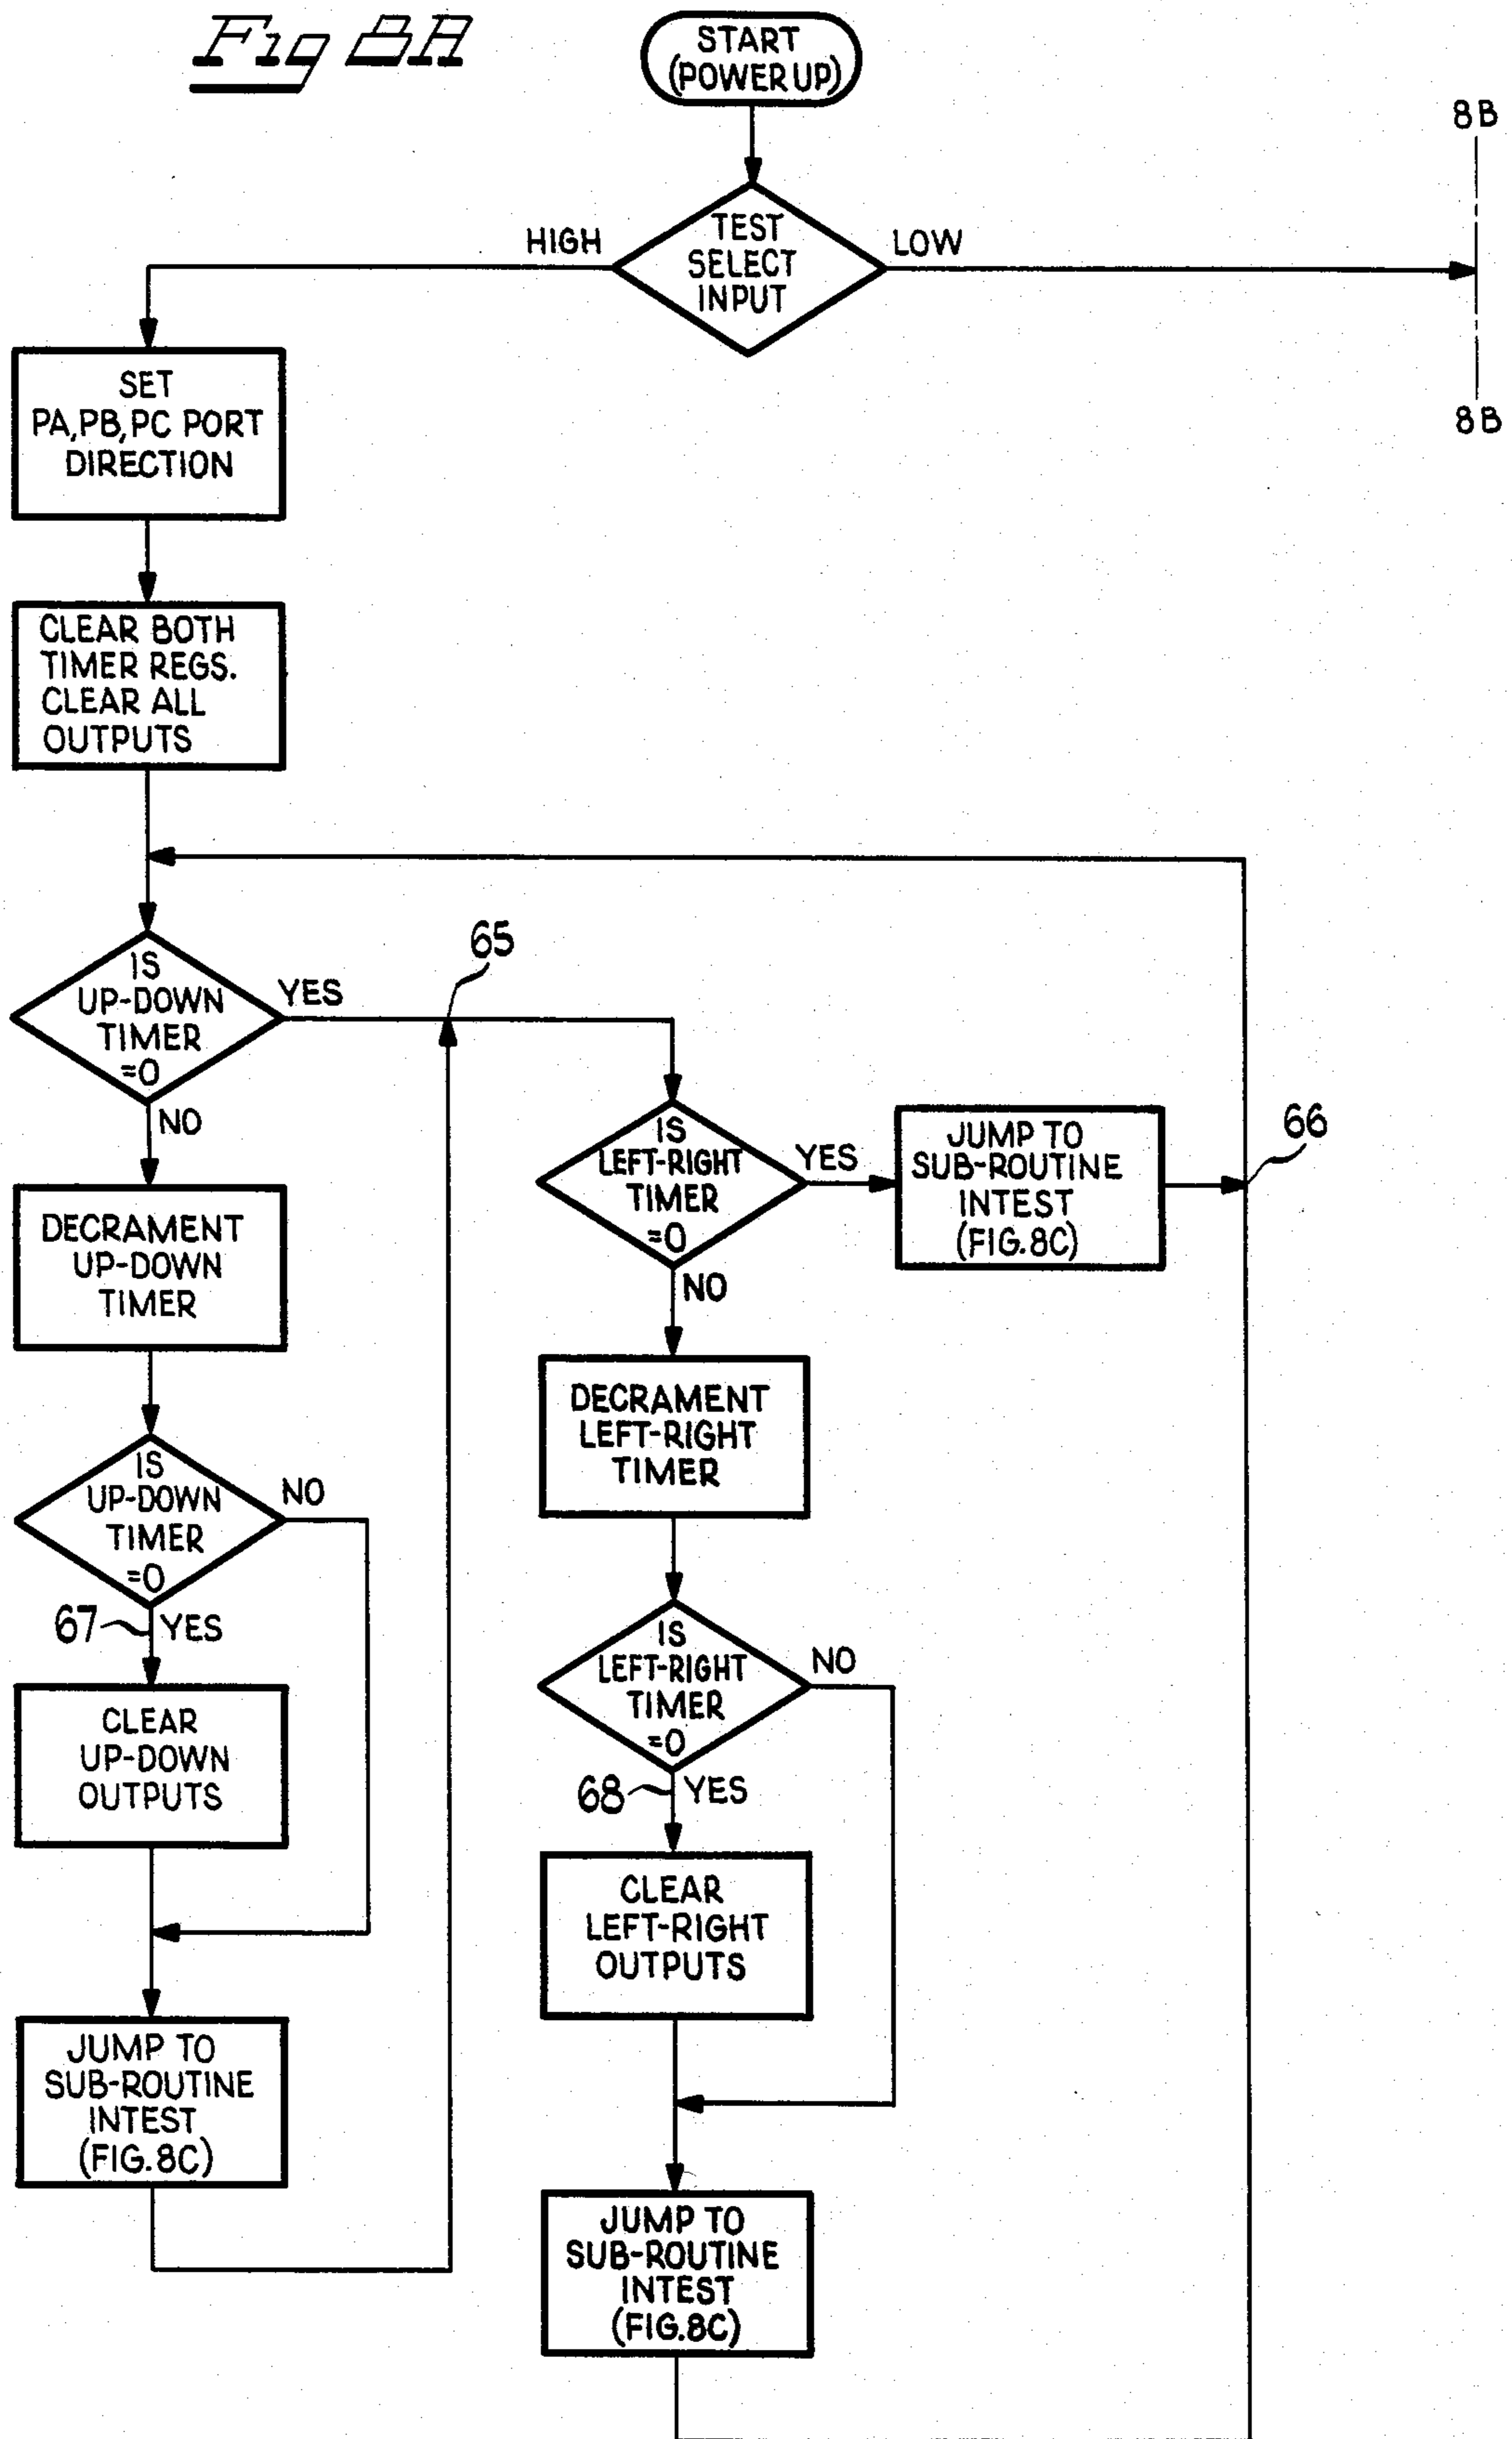 Fig 8A
START
(POWER UP)
8B
TEST
SELECT
INPUT
HIGH
LOW
8B
SET
PA,PB,PC PORT
DIRECTION
CLEAR BOTH
TIMER REGS.
CLEAR ALL
OUTPUTS
65
IS
UP-DOWN
TIMER
=0
YES
NO
IS
LEFT-RIGHT
TIMER
=0
YES
NO
JUMP TO
SUB-ROUTINE
INTEST
(FIG.8C)
66
DECRAMENT
UP-DOWN
TIMER
DECRAMENT
LEFT-RIGHT
TIMER
IS
UP-DOWN
TIMER
=0
NO
67
YES
IS
LEFT-RIGHT
TIMER
=0
NO
68
YES
CLEAR
UP-DOWN
OUTPUTS
CLEAR
LEFT-RIGHT
OUTPUTS
JUMP TO
SUB-ROUTINE
INTEST
(FIG.8C)
JUMP TO
SUB-ROUTINE
INTEST
(FIG.8C)